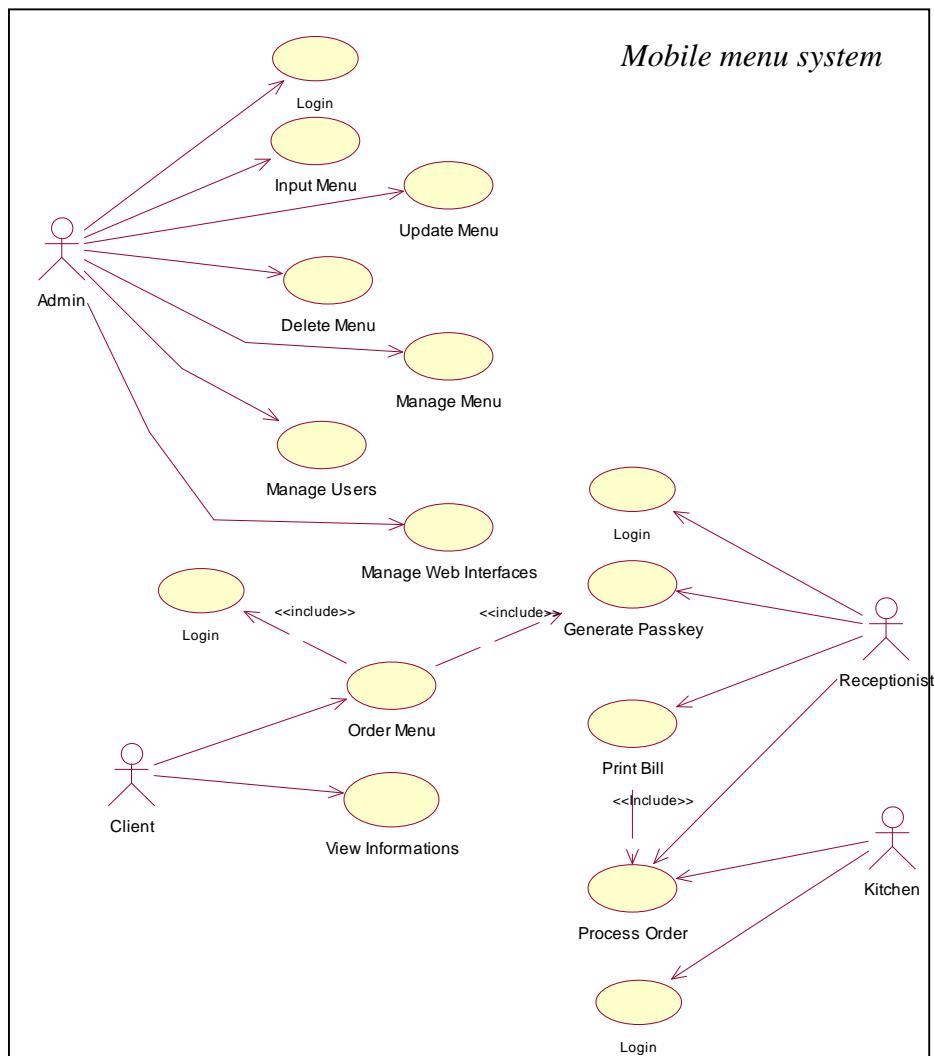 Mobile menu system
Login
Input Menu
Update Menu
Admin
Delete Menu
Manage Menu
Manage Users
Login
Manage Web Interfaces
<<include>>
<<include>>
Generate Passkey
Login
Receptionist
Order Menu
Print Bill
<<Include>>
Client
View Informations
Kitchen
Process Order
Login